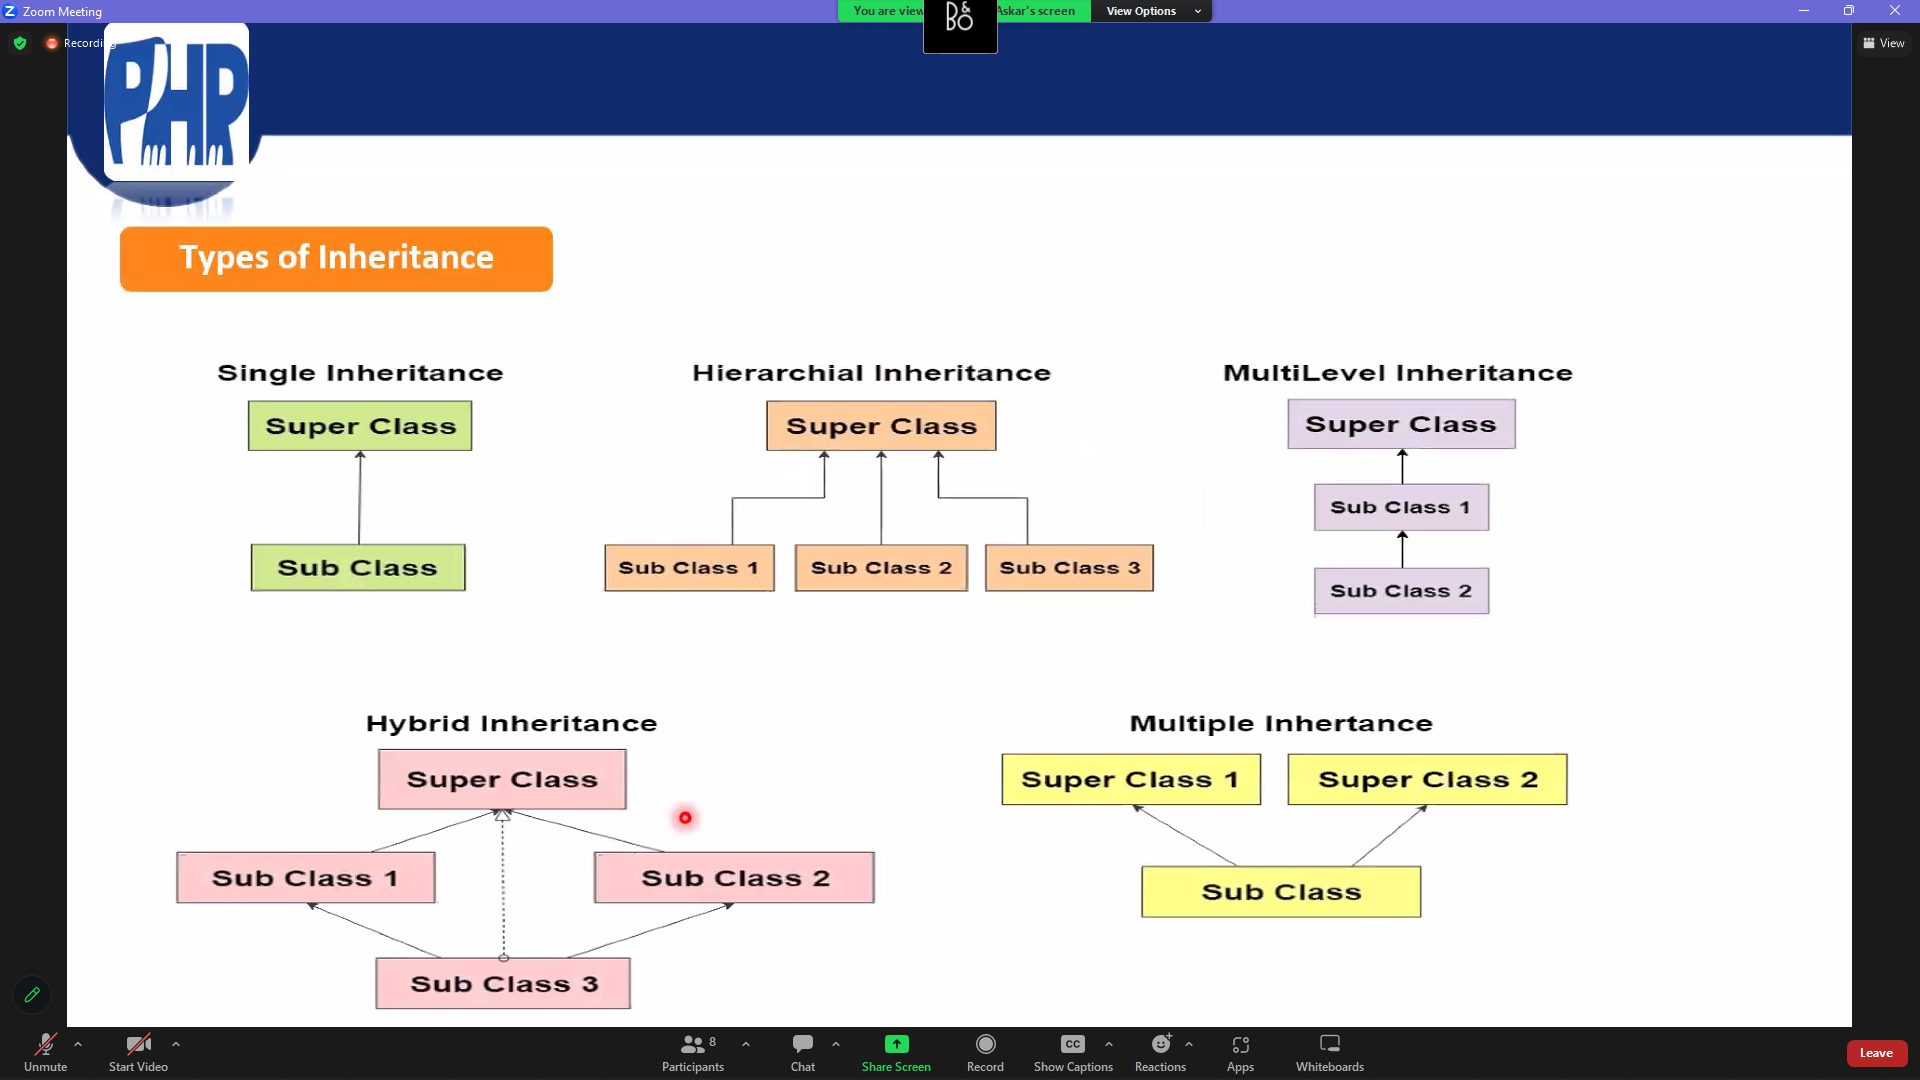 Zoom Meeting
You are view
Askar's screen
View Options
B&O
Recording
View
PHP
Types of Inheritance
Single Inheritance
Hierarchial Inheritance
MultiLevel Inheritance
Super Class
Super Class
Super Class
Sub Class 1
Sub Class
Sub Class 1
Sub Class 2
Sub Class 3
Sub Class 2
Hybrid Inheritance
Multiple Inhertance
Super Class
Super Class 1
Super Class 2
Sub Class 1
Sub Class 2
Sub Class
Sub Class 3
8
CC
Unmute
Start Video
Participants
Chat
Share Screen
Record
Show Captions
Reactions
Apps
Whiteboards
Leave